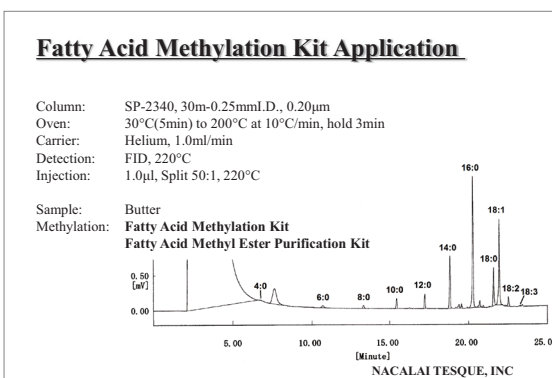 Fatty Acid Methylation Kit Application
Column: SP-2340, 30m-0.25mmI.D., 0.20μm
Oven: 30°C(5min) to 200°C at 10°C/min, hold 3min
Carrier: Helium, 1.0ml/min
Detection: FID, 220°C
Injection: 1.0μl, Split 50:1, 220°C
Sample: Butter
Methylation: Fatty Acid Methylation Kit
Fatty Acid Methyl Ester Purification Kit
16:0
18:1
14:0
18:0
0.50
[mV]
4:0
6:0
8:0
10:0
12:0
18:2
18:3
0.00
5.00 10.00 15.00 20.00 25.0
[Minute]
NACALAI TESQUE, INC